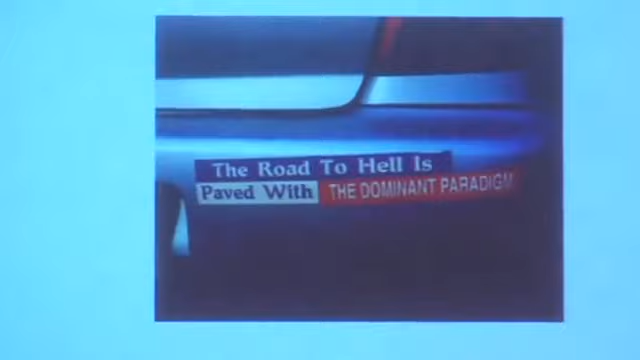 The Road To Hell Is
Paved With THE DOMINANT PARADIGM